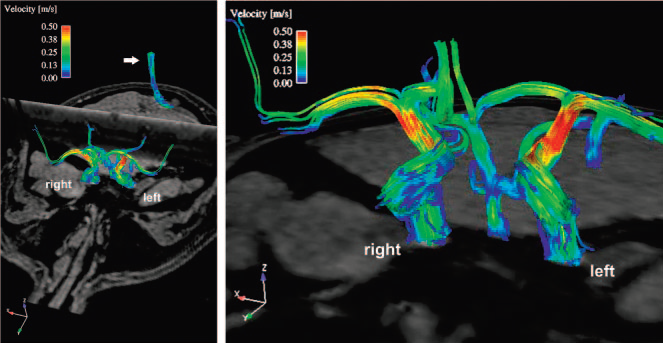 Velocity [m/s]
0.50
0.38
0.25
0.13
0.00
right
left
z
Velocity [m/s]
0.50
0.38
0.25
0.13
0.00
right
left
X
Y
Z